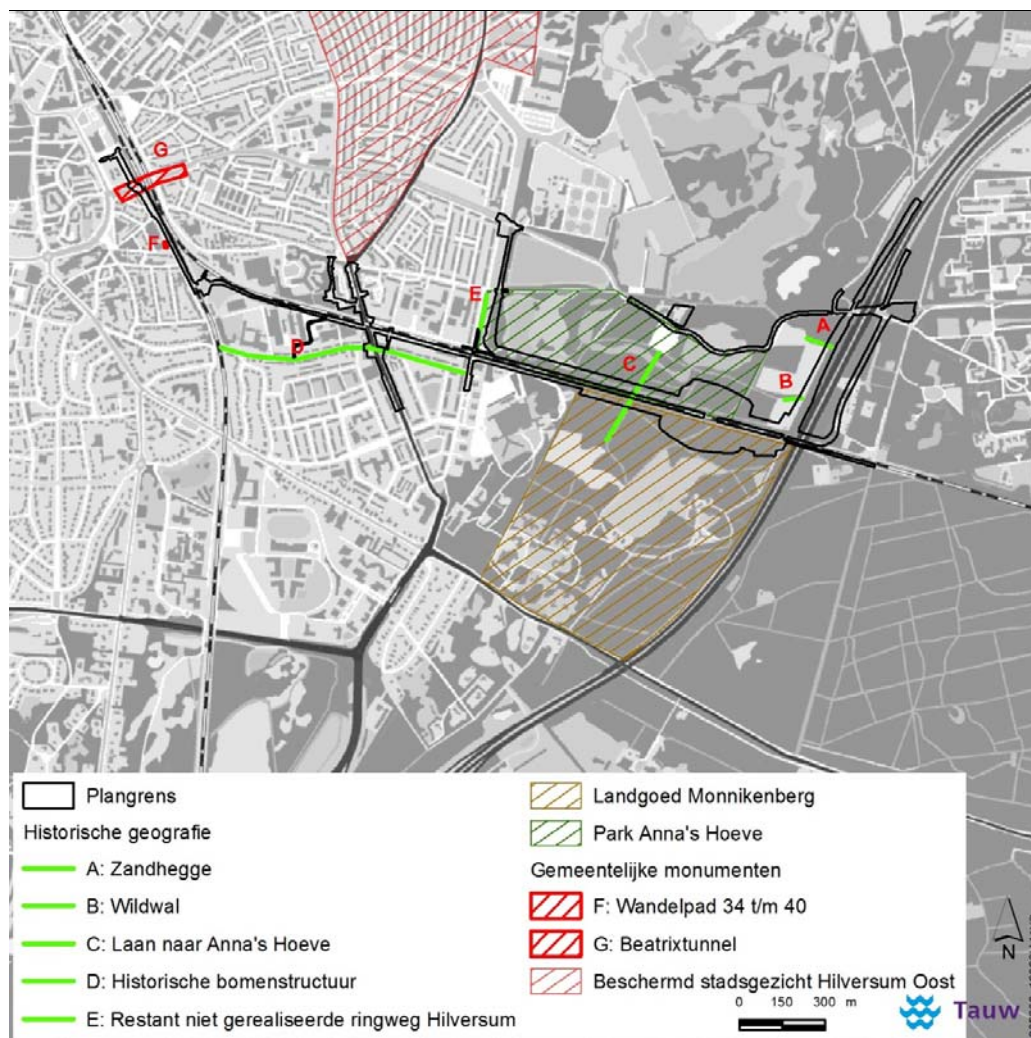 G
F
E
D
C
A
B
Plangrens
Historische geografie
A: Zandhegge
B: Wildwal
C: Laan naar Anna's Hoeve
D: Historische bomenstructuur
E: Restant niet gerealiseerde ringweg Hilversum
Landgoed Monnikenberg
Park Anna's Hoeve
Gemeentelijke monumenten
F: Wandelpad 34 t/m 40
G: Beatrixtunnel
Beschermd stadsgezicht Hilversum Oost
0 150 300 m
N
Tauw